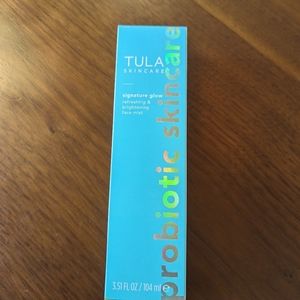 TULA
SKINCARE
signature glow
refreshing &
brightening
face mist
3.51 FL OZ / 104 ml ℮
probiotic skincare